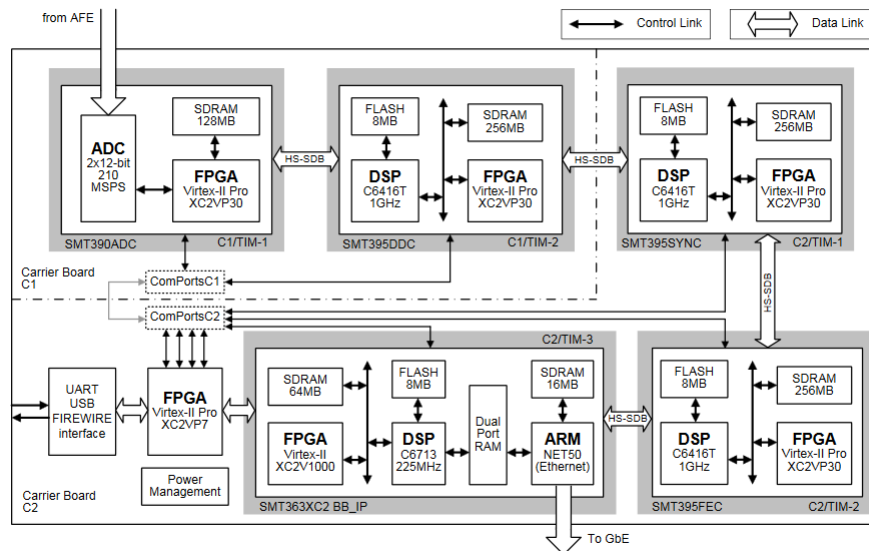 from AFE
Control Link
Data Link
ADC
2x12-bit
210
MSPS
SDRAM
128MB
FPGA
Virtex-II Pro
XC2VP30
SMT390ADC
C1/TIM-1
HS-SDB
FLASH
8MB
SDRAM
256MB
DSP
C6416T
1GHz
FPGA
Virtex-II Pro
XC2VP30
SMT395DDC
C1/TIM-2
HS-SDB
FLASH
8MB
SDRAM
256MB
DSP
C6416T
1GHz
FPGA
Virtex-II Pro
XC2VP30
SMT395SYNC
C2/TIM-1
Carrier Board
C1
ComPortsC1
ComPortsC2
HS-SDB
UART
USB
FIREWIRE
interface
FPGA
Virtex-II Pro
XC2VP7
Power
Management
Carrier Board
C2
C2/TIM-3
SDRAM
64MB
FLASH
8MB
SDRAM
16MB
FPGA
Virtex-II
XC2V1000
DSP
C6713
225MHz
Dual
Port
RAM
ARM
NET50
(Ethernet)
SMT363XC2 BB_IP
HS-SDB
FLASH
8MB
SDRAM
256MB
DSP
C6416T
1GHz
FPGA
Virtex-II Pro
XC2VP30
SMT395FEC
C2/TIM-2
To GbE